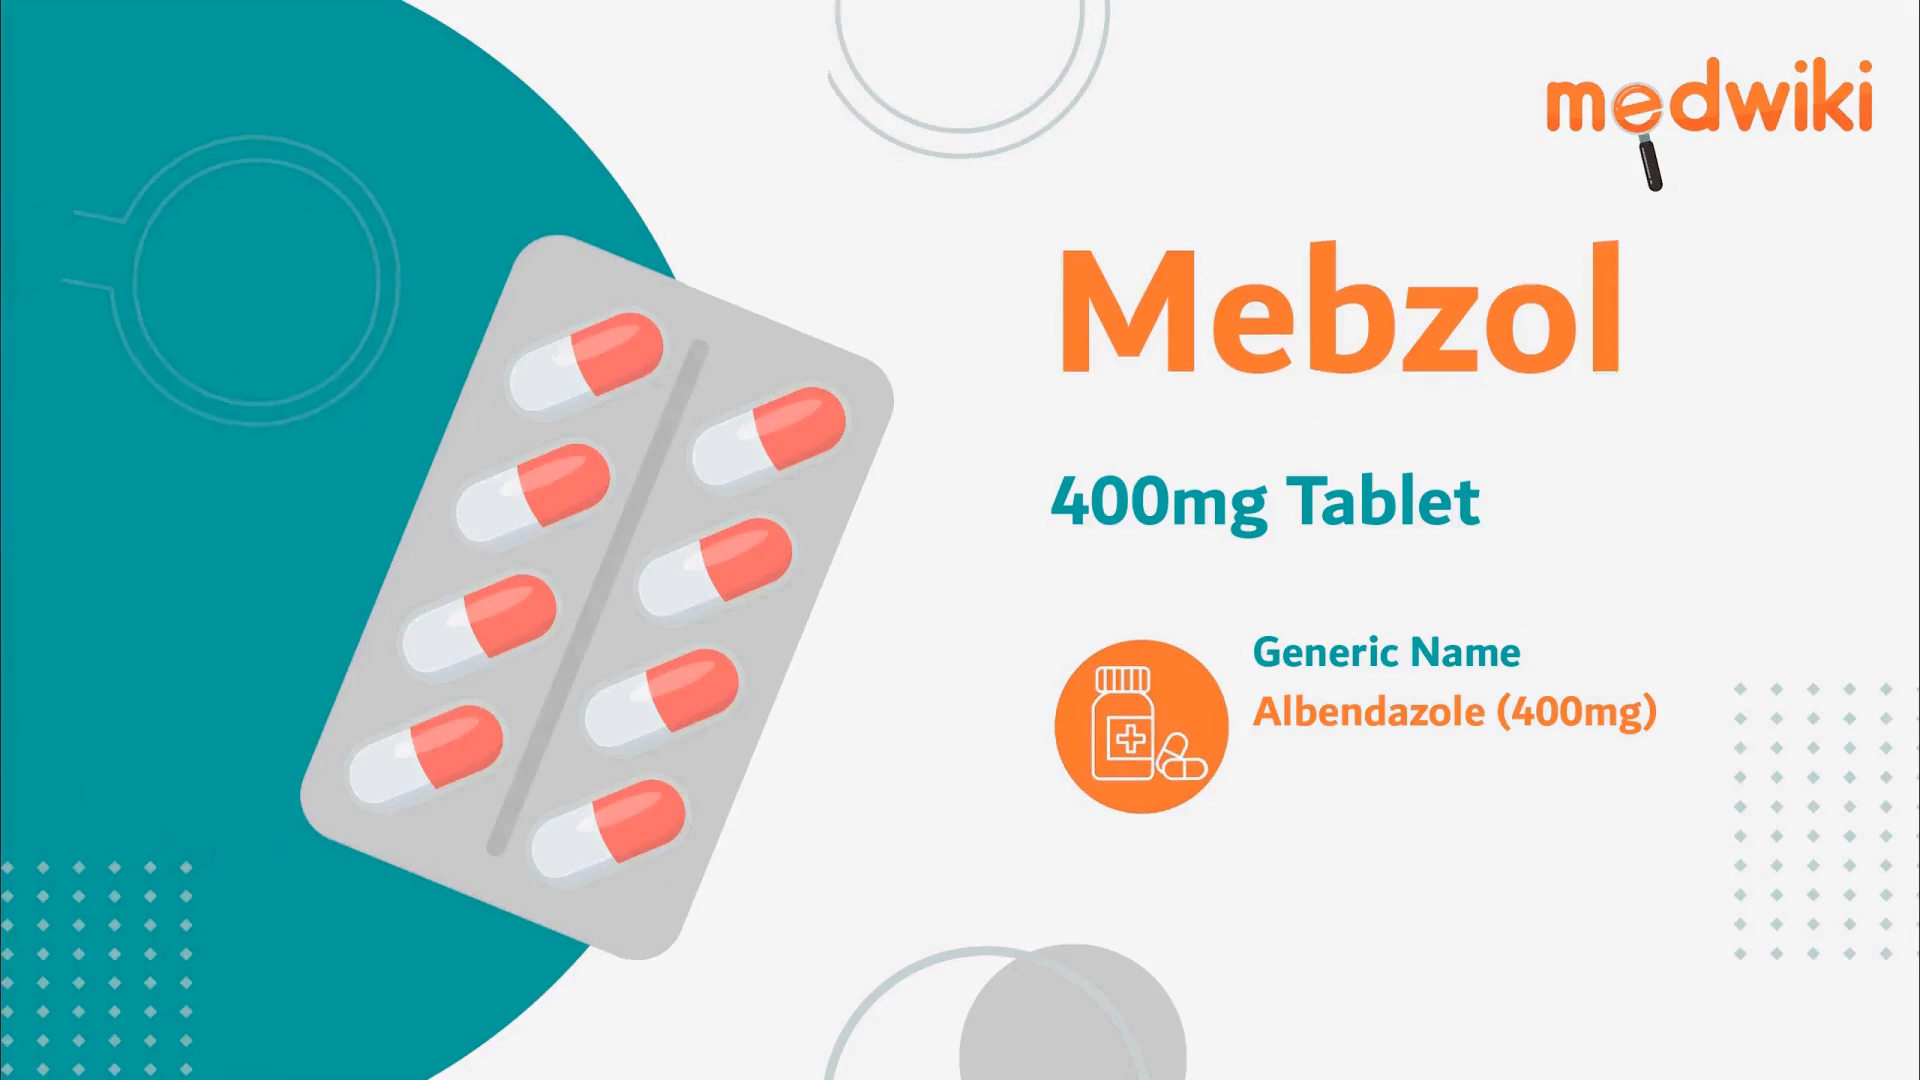 medwiki
Mebzol
400mg Tablet
Generic Name
Albendazole (400mg)